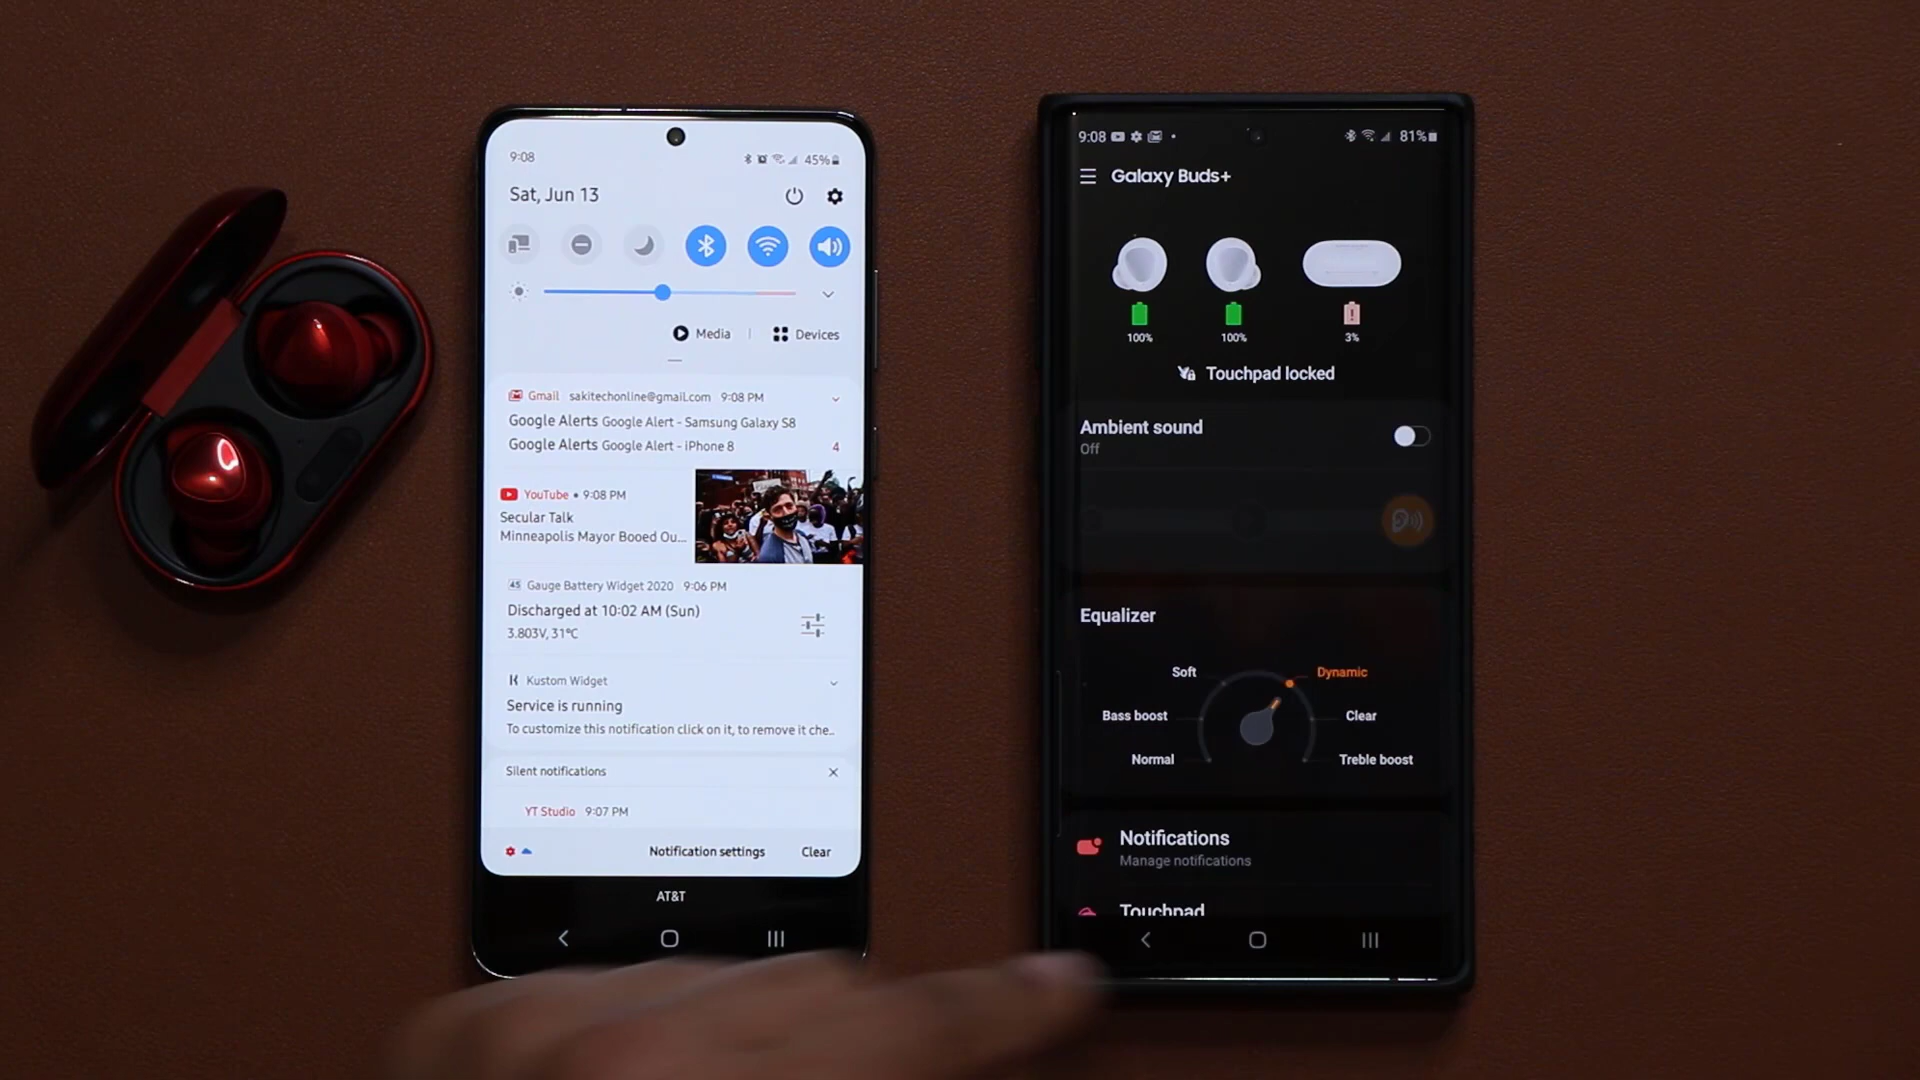 9:08
45%
Sat, Jun 13
Media
Devices
Gmail sakitechonline@gmail.com 9:08 PM
Google Alerts Google Alert - Samsung Galaxy S8
Google Alerts Google Alert - iPhone 8 4
YouTube • 9:08 PM
Secular Talk
Minneapolis Mayor Booed Ou...
45 Gauge Battery Widget 2020 9:06 PM
Discharged at 10:02 AM (Sun)
3.803V, 31°C
Kustom Widget
Service is running
To customize this notification click on it, to remove it che..
Silent notifications
YT Studio 9:07 PM
Notification settings Clear
AT&T
9:08
81%
Galaxy Buds+
100% 100% 3%
Touchpad locked
Ambient sound
Off
Equalizer
Soft Dynamic
Bass boost Clear
Normal Treble boost
Notifications
Manage notifications
Touchpad